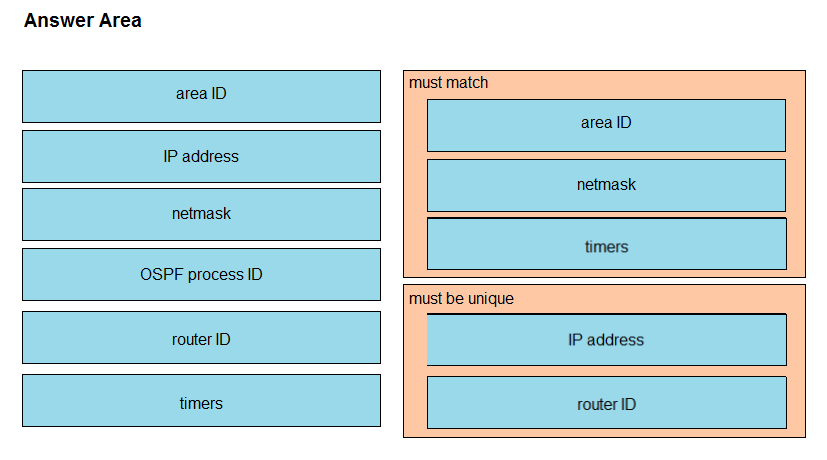 Answer Area
area ID
IP address
netmask
OSPF process ID
router ID
timers
must match
area ID
netmask
timers
must be unique
IP address
router ID